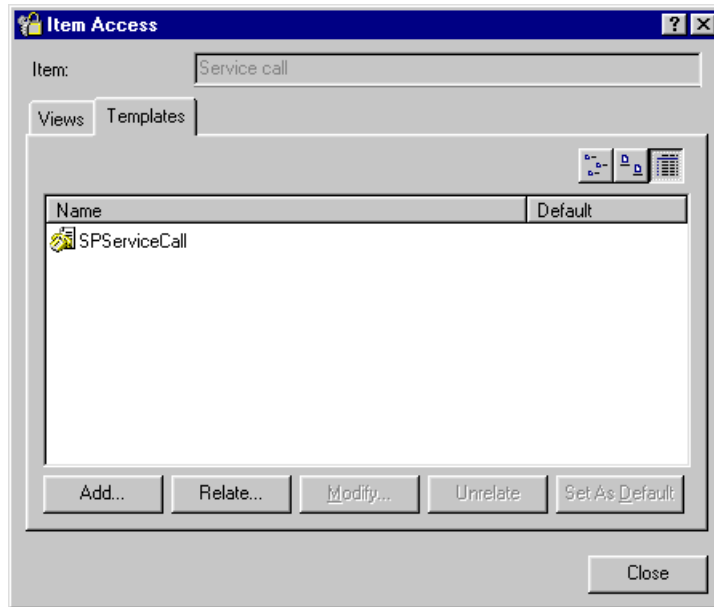 Item Access
Item: Service call
Views Templates
Name Default
SPServiceCall
Add... Relate... Modify... Unrelate Set As Default
Close